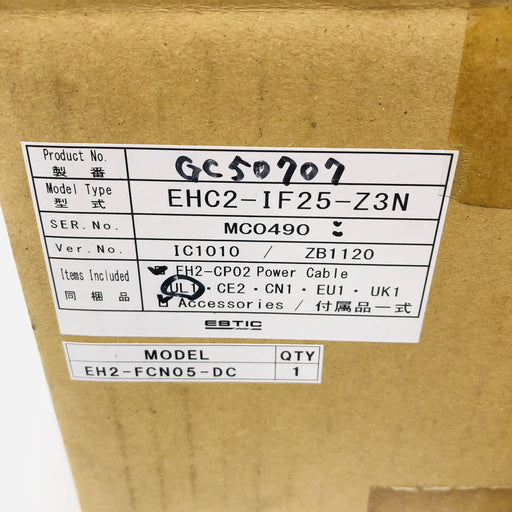 Product No. GC50707
製番
Model Type EHC2-IF25-Z3N
型式
SER.No. MC0490
Ver.No. IC1010 / ZB1120
Items Included EH2-CP02 Power Cable
同梱品 UL1・CE2・CN1・EU1・UK1
Accessories / 付属品一式
ESTIC
MODEL QTY
EH2-FCN05-DC 1